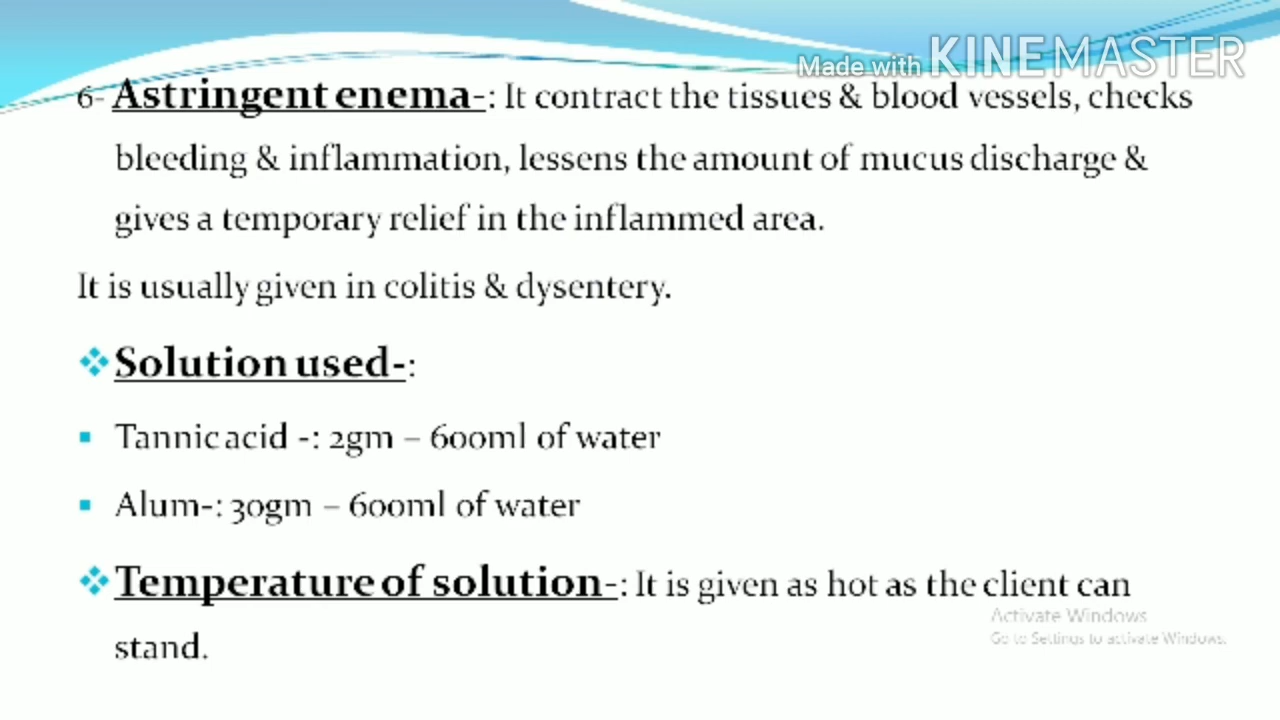 Made with KINEMASTER
6- Astringent enema-: It contract the tissues & blood vessels, checks
bleeding & inflammation, lessens the amount of mucus discharge &
gives a temporary relief in the inflammed area.
It is usually given in colitis & dysentery.
❖ Solution used-:
▪ Tannic acid -: 2gm – 600ml of water
▪ Alum-: 30gm – 600ml of water
❖ Temperature of solution-: It is given as hot as the client can
stand.
Activate Windows
Go to Settings to activate Windows.